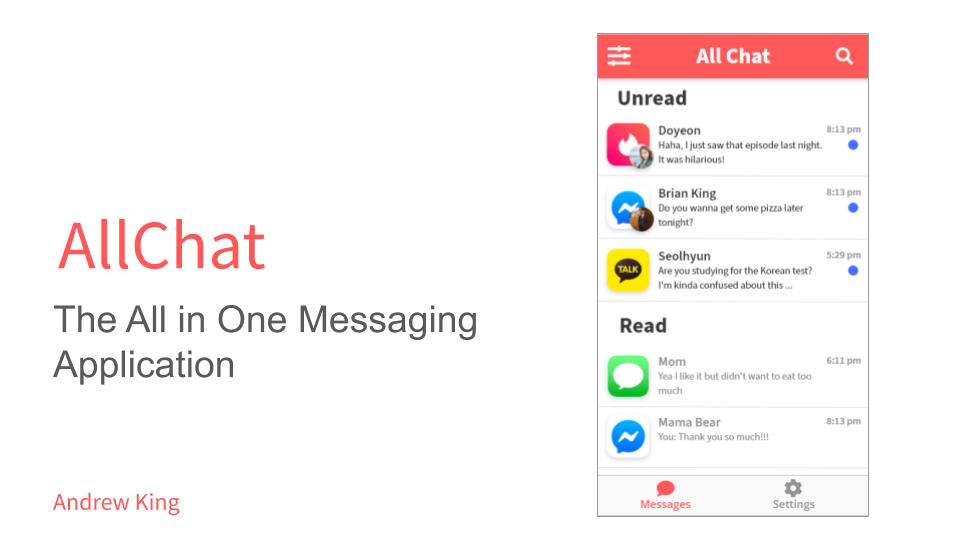 AllChat
The All in One Messaging
Application
Andrew King
All Chat
Unread
Doyeon
8:13 pm
Haha, I just saw that episode last night.
It was hilarious!
Brian King
8:13 pm
Do you wanna get some pizza later
tonight?
TALK
Seolhyun
5:29 pm
Are you studying for the Korean test?
I'm kinda confused about this ...
Read
Mom
6:11 pm
Yea I like it but didn't want to eat too
much
Mama Bear
8:13 pm
You: Thank you so much!!!
Messages
Settings